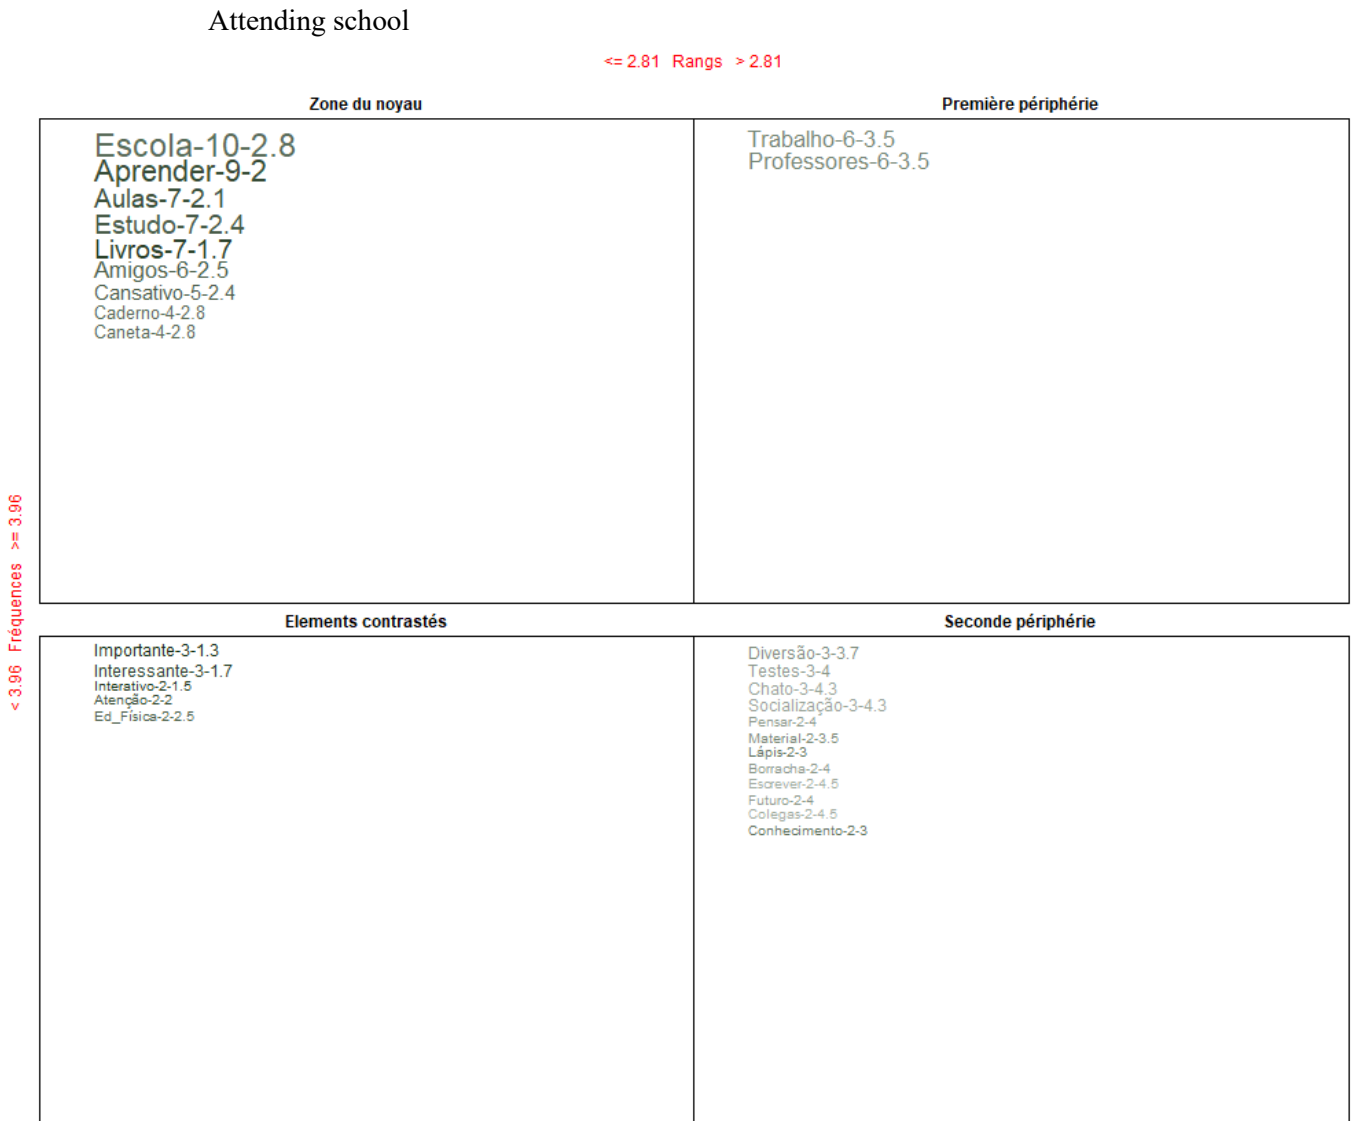 Attending school
<= 2.81 Rangs > 2.81
Zone du noyau
Première périphérie
Escola-10-2.8
Aprender-9-2
Aulas-7-2.1
Estudo-7-2.4
Livros-7-1.7
Amigos-6-2.5
Cansativo-5-2.4
Caderno-4-2.8
Caneta-4-2.8
Trabalho-6-3.5
Professores-6-3.5
< 3.96 Fréquences >= 3.96
Elements contrastés
Seconde périphérie
Importante-3-1.3
Interessante-3-1.7
Interativo-2-1.5
Atenção-2-2
Ed_Física-2-2.5
Diversão-3-3.7
Testes-3-4
Chato-3-4.3
Socialização-3-4.3
Pensar-2-4
Material-2-3.5
Lápis-2-3
Borracha-2-4
Escrever-2-4.5
Futuro-2-4
Colegas-2-4.5
Conhecimento-2-3